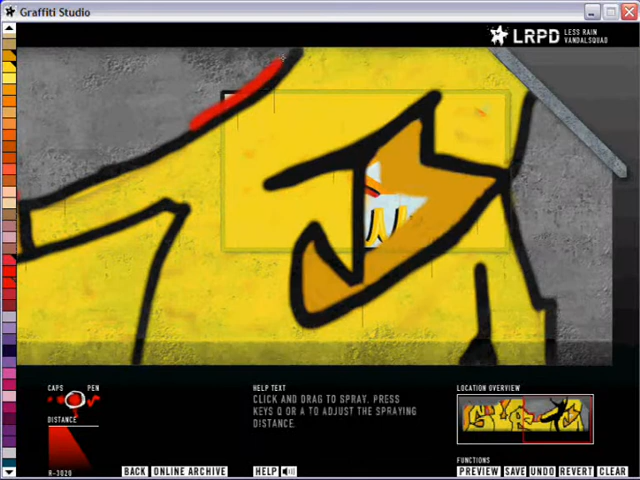 Graffiti Studio
LRPD
LESS RAIN
VANDALSQUAD
CAPS
PEN
DISTANCE
R-3020
HELP TEXT
CLICK AND DRAG TO SPRAY. PRESS
KEYS Q OR A TO ADJUST THE SPRAYING
DISTANCE.
LOCATION OVERVIEW
FUNCTIONS
BACK
ONLINE ARCHIVE
HELP
PREVIEW
SAVE
UNDO
REVERT
CLEAR